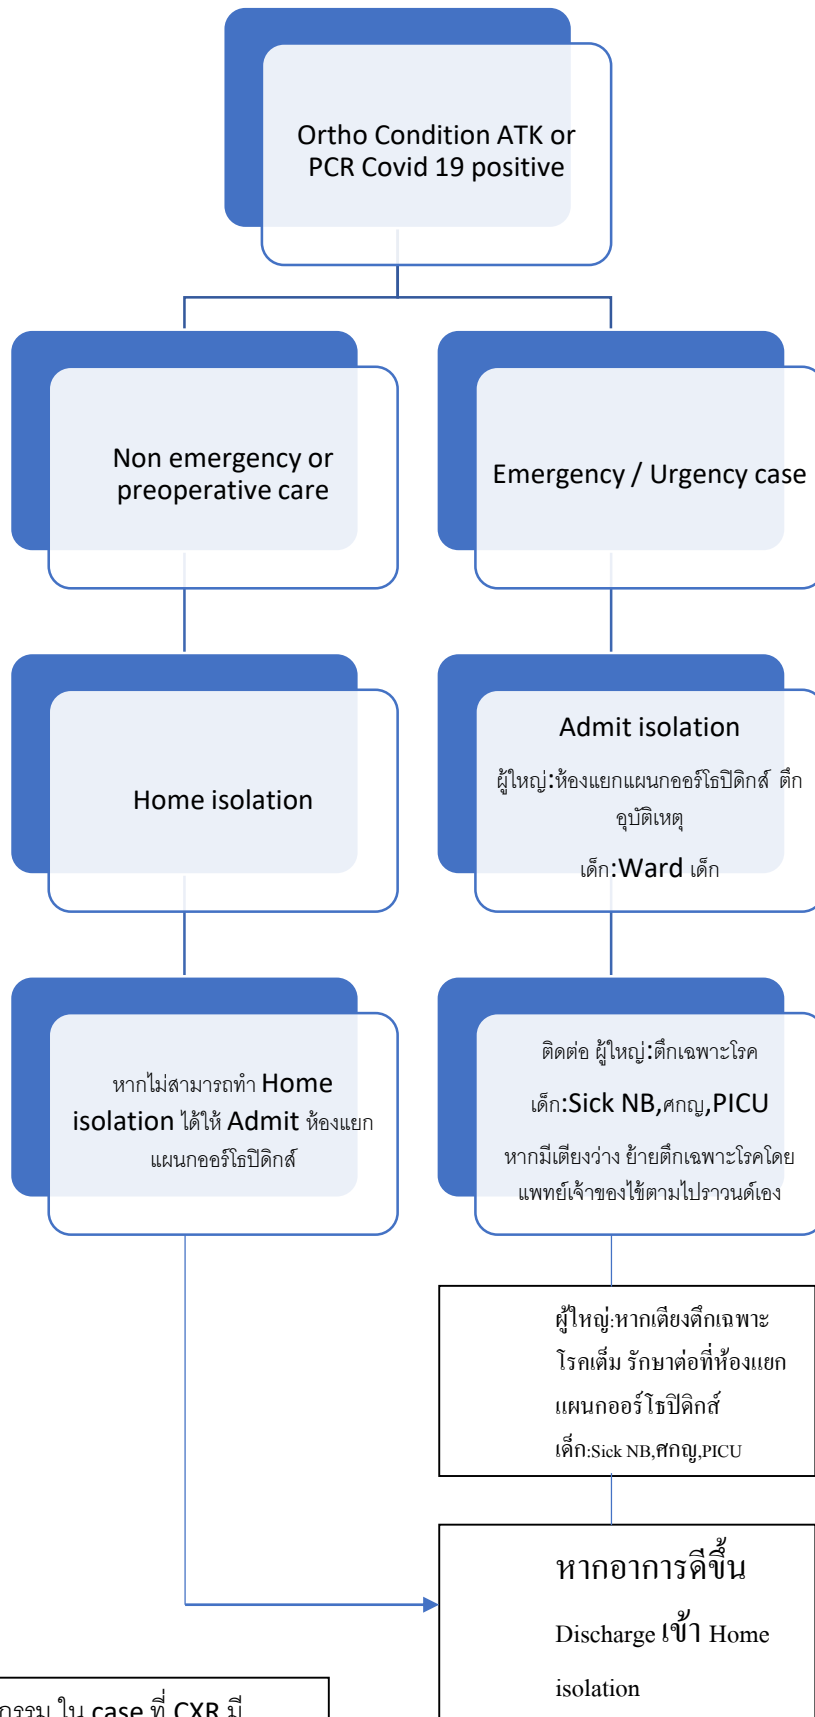 Ortho Condition ATK or
PCR Covid 19 positive
Non emergency or
preoperative care
Emergency / Urgency case
Home isolation
Admit isolation
ผู้ใหญ่:ห้องแยกแผนกออร์โธปิดิกส์ ตึก
อุบัติเหตุ
เด็ก:Ward เด็ก
หากไม่สามารถทำ Home
isolation ได้ให้ Admit ห้องแยก
แผนกออร์โธปิดิกส์
ติดต่อ ผู้ใหญ่:ตึกเฉพาะโรค
เด็ก:Sick NB,ศกญ,PICU
หากมีเตียงว่าง ย้ายตึกเฉพาะโรคโดย
แพทย์เจ้าของไข้ตามไปราวนด์เอง
ผู้ใหญ่:หากเตียงตึกเฉพาะ
โรคเต็ม รักษาต่อที่ห้องแยก
แผนกออร์โธปิดิกส์
เด็ก:Sick NB,ศกญ,PICU
หากอาการดีขึ้น
Discharge เข้า Home
isolation
กรรม ใน case ที่ CXR มี